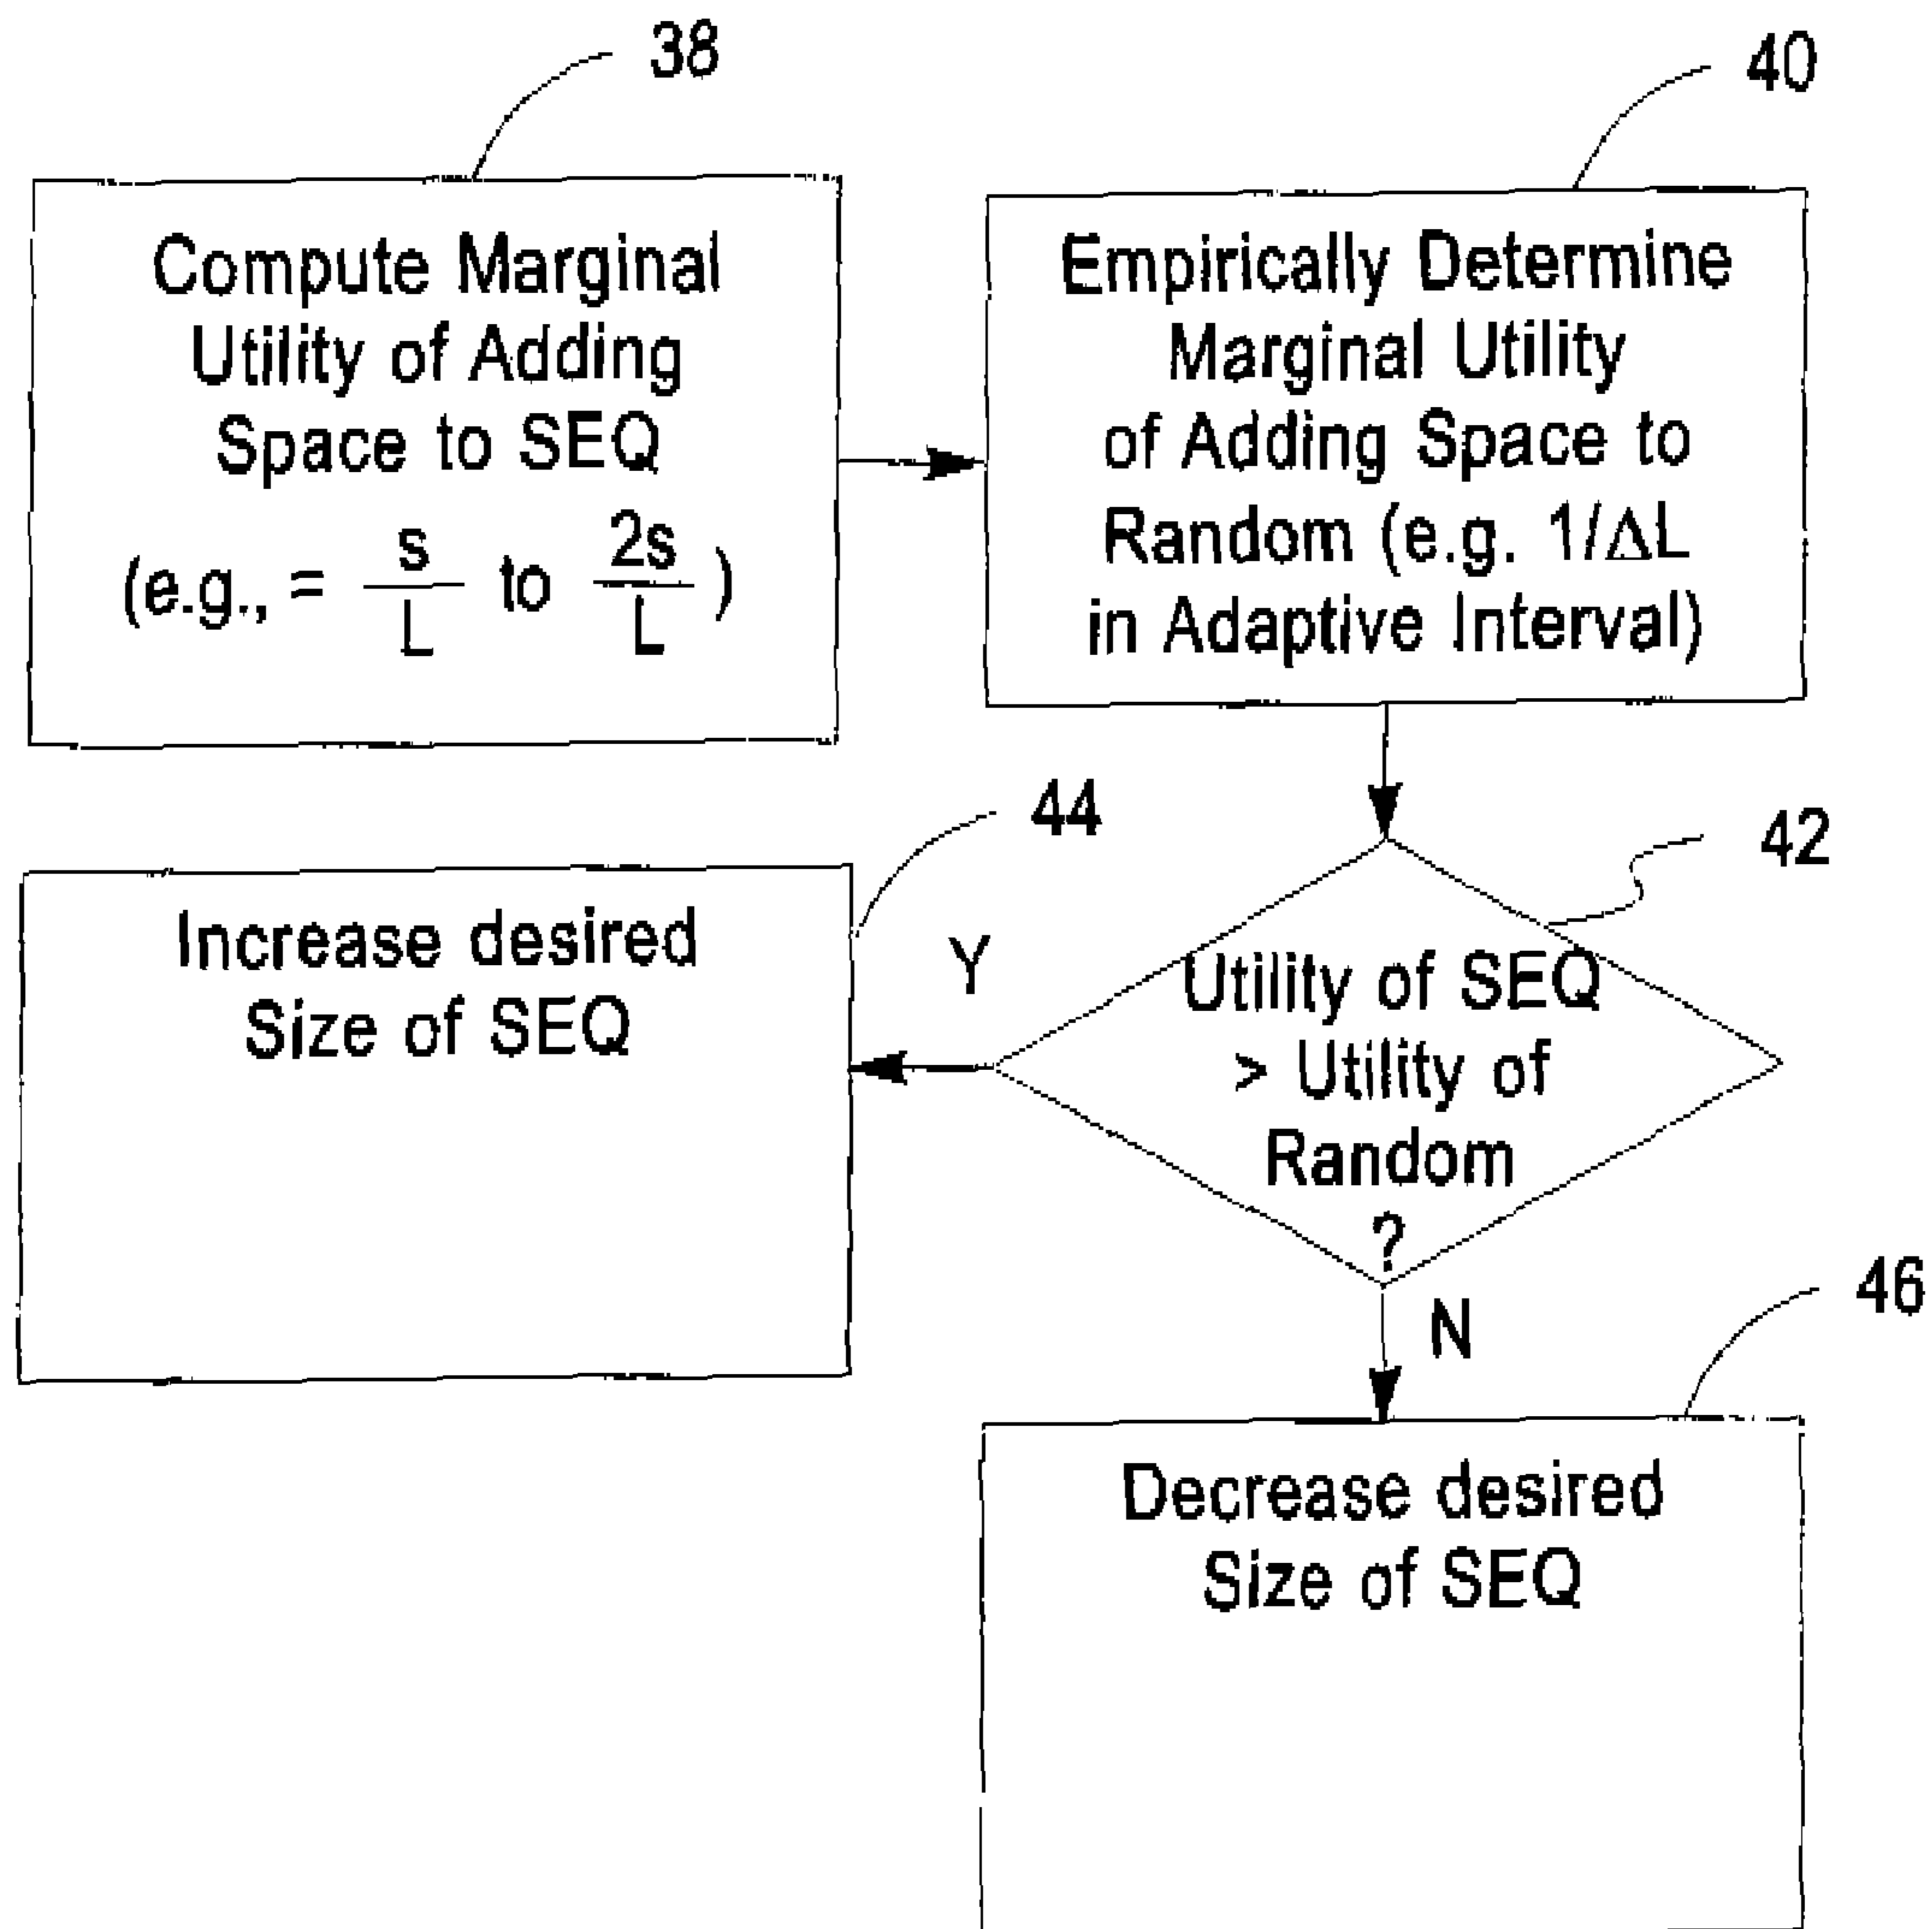 38
Compute Marginal
Utility of Adding
Space to SEQ
(e.g., = s/L to 2s/L )
40
Empirically Determine
Marginal Utility
of Adding Space to
Random (e.g. 1/ΔL
in Adaptive Interval)
42
Utility of SEQ
> Utility of
Random
?
Y
44
Increase desired
Size of SEQ
N
46
Decrease desired
Size of SEQ